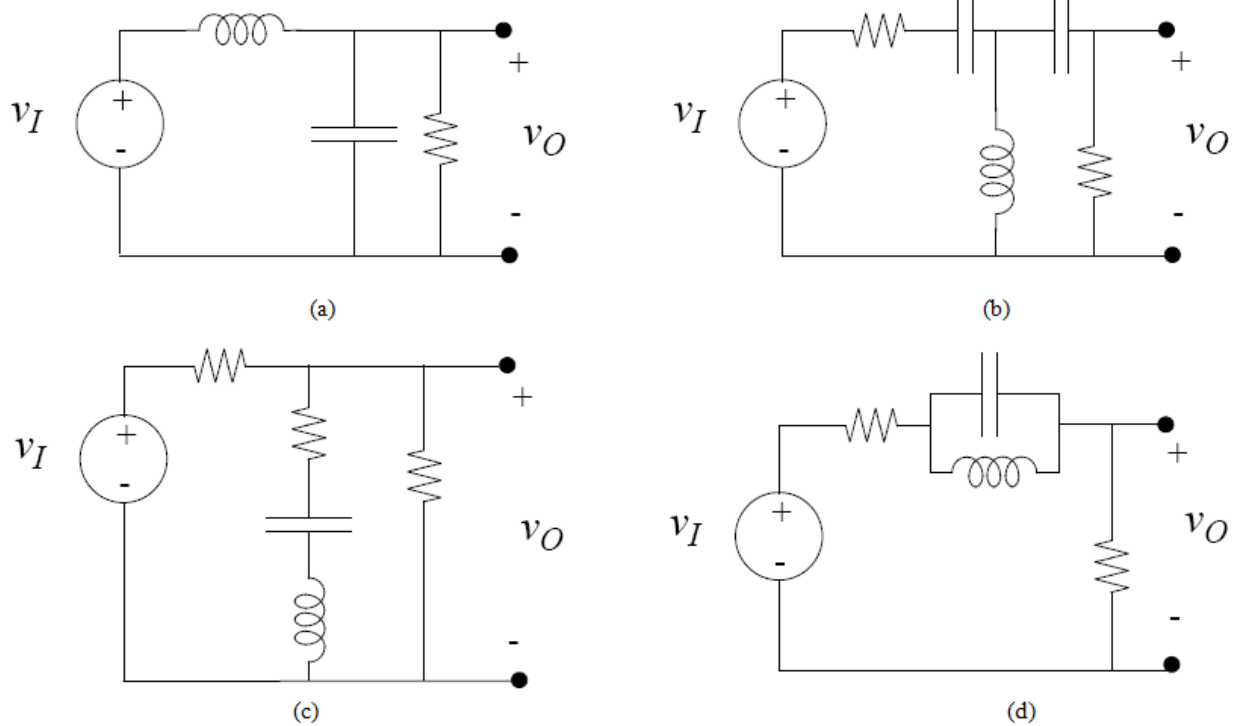 +
+
v_I
+
-
v_O
-
(a)
+
v_I
+
-
v_O
-
(b)
+
v_I
+
-
v_O
-
(c)
+
v_I
+
-
v_O
-
(d)